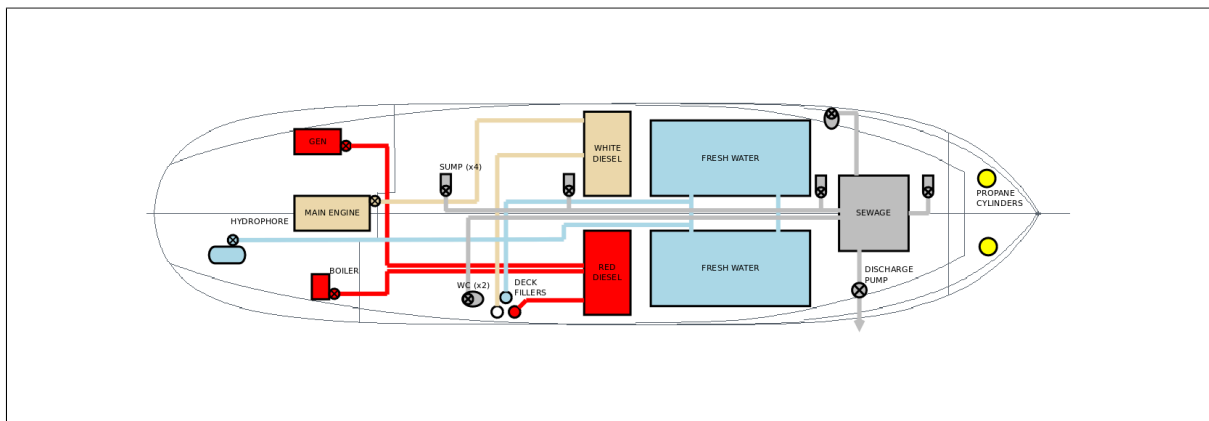 GEN
SUMP (x4)
WHITE
DIESEL
FRESH WATER
MAIN ENGINE
HYDROPHORE
SEWAGE
PROPANE
CYLINDERS
BOILER
RED
DIESEL
FRESH WATER
WC (x2)
DECK
FILLERS
DISCHARGE
PUMP